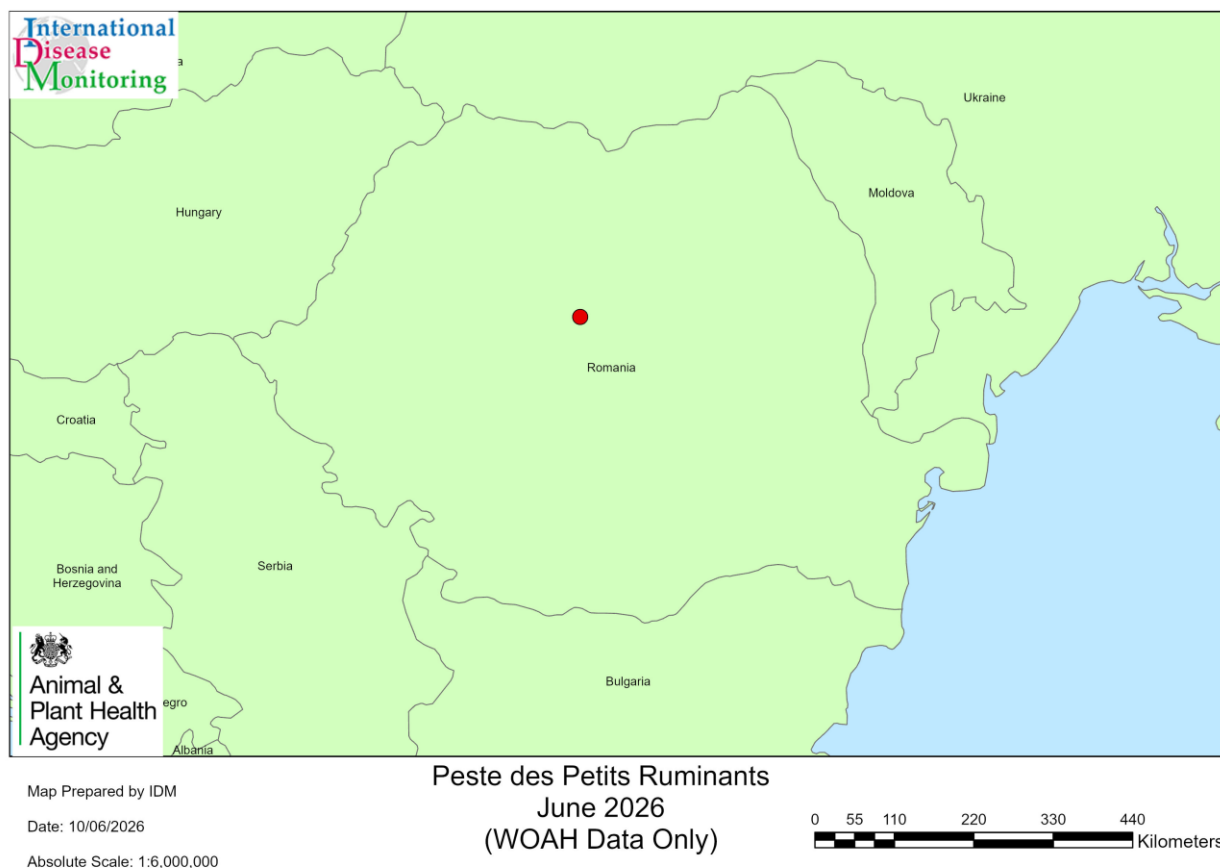 International
Disease
Monitoring
a
Ukraine
Moldova
Hungary
Romania
Croatia
Bosnia and
Herzegovina
Serbia
Bulgaria
Animal &
Plant Health
Agency
egro
Albania
Map Prepared by IDM
Date: 10/06/2026
Absolute Scale: 1:6,000,000
Peste des Petits Ruminants
June 2026
(WOAH Data Only)
0 55 110 220 330 440
Kilometers